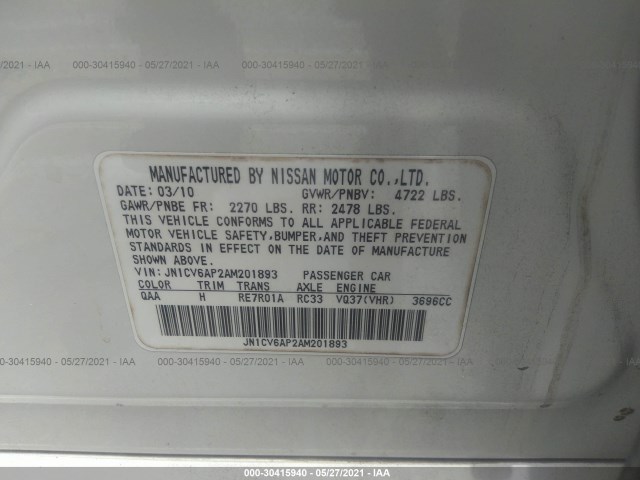 000-30415940 - 05/27/2021 - IAA
/2021 - IAA 000-30415940 - 05/27/2021 - IAA 000-30415940 - 05/27/2021 - IAA
MANUFACTURED BY NISSAN MOTOR CO.,LTD.
DATE: 03/10 GVWR/PNBV: 4722 LBS.
GAWR/PNBE FR: 2270 LBS. RR: 2478 LBS.
THIS VEHICLE CONFORMS TO ALL APPLICABLE FEDERAL
MOTOR VEHICLE SAFETY,BUMPER,AND THEFT PREVENTION
STANDARDS IN EFFECT ON THE DATE OF MANUFACTURE
SHOWN ABOVE.
VIN: JN1CV6AP2AM201893 PASSENGER CAR
COLOR TRIM TRANS AXLE ENGINE
QAA H RE7R01A RC33 VQ37(VHR) 3696CC
JN1CV6AP2AM201893
/2021 - IAA 000-30415940 - 05/27/2021 - IAA 000-30415940 - 05/27/2021 - IAA
000-30415940 - 05/27/2021 - IAA